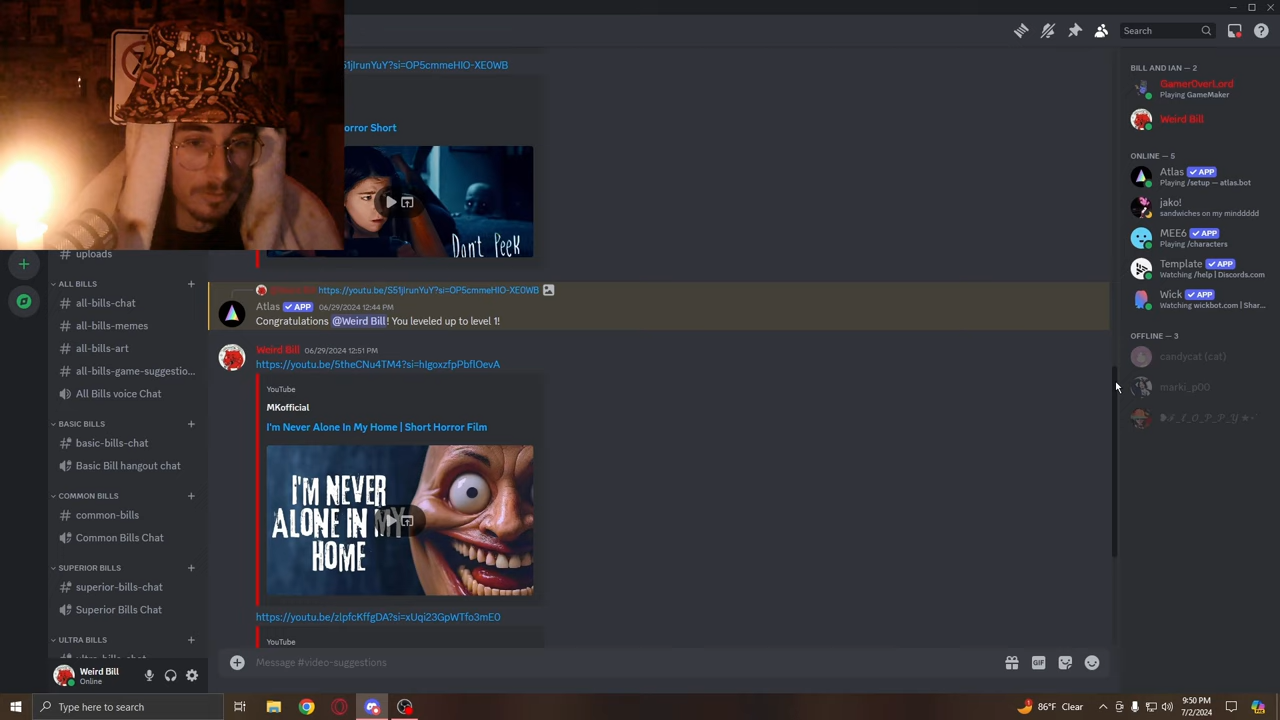 Search
S1jIrunYuY?si=OP5cmmeHIO-XE0WB
orror Short
Dont Peek
uploads
ALL BILLS
all-bills-chat
all-bills-memes
all-bills-art
all-bills-game-suggestio...
All Bills voice Chat
BASIC BILLS
basic-bills-chat
Basic Bill hangout chat
COMMON BILLS
common-bills
Common Bills Chat
SUPERIOR BILLS
superior-bills-chat
Superior Bills Chat
ULTRA BILLS
Weird Bill
Online
https://youtu.be/S51jIrunYuY?si=OP5cmmeHIO-XE0WB
Atlas APP 06/29/2024 12:44 PM
Congratulations @Weird Bill! You leveled up to level 1!
Weird Bill 06/29/2024 12:51 PM
https://youtu.be/5theCNu4TM4?si=hIgoxzfpPbflOevA
YouTube
MKofficial
I'm Never Alone In My Home | Short Horror Film
I'M NEVER
ALONE IN MY
HOME
https://youtu.be/zlpfcKffgDA?si=xUqi23GpWTfo3mE0
YouTube
Message #video-suggestions
GIF
BILL AND IAN — 2
GamerOverLord
Playing GameMaker
Weird Bill
ONLINE — 5
Atlas APP
Playing /setup — atlas.bot
jako!
sandwiches on my minddddd
MEE6 APP
Playing /characters
Template APP
Watching /help | Discords.com
Wick APP
Watching wickbot.com | Shar...
OFFLINE — 3
candycat (cat)
marki_p00
Type here to search
86°F Clear
9:50 PM
7/2/2024